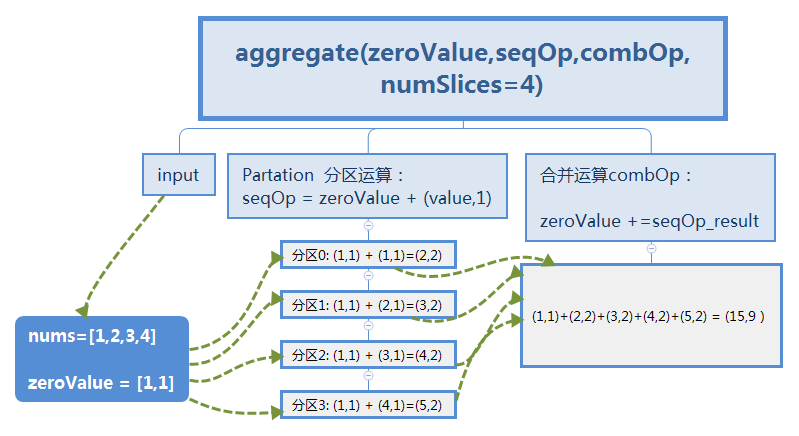 aggregate(zeroValue,seqOp,combOp,
numSlices=4)
input
Partation 分区运算：
seqOp = zeroValue + (value,1)
合并运算combOp：
zeroValue +=seqOp_result
分区0: (1,1) + (1,1)=(2,2)
分区1: (1,1) + (2,1)=(3,2)
分区2: (1,1) + (3,1)=(4,2)
分区3: (1,1) + (4,1)=(5,2)
(1,1)+(2,2)+(3,2)+(4,2)+(5,2) = (15,9 )
nums=[1,2,3,4]
zeroValue = [1,1]